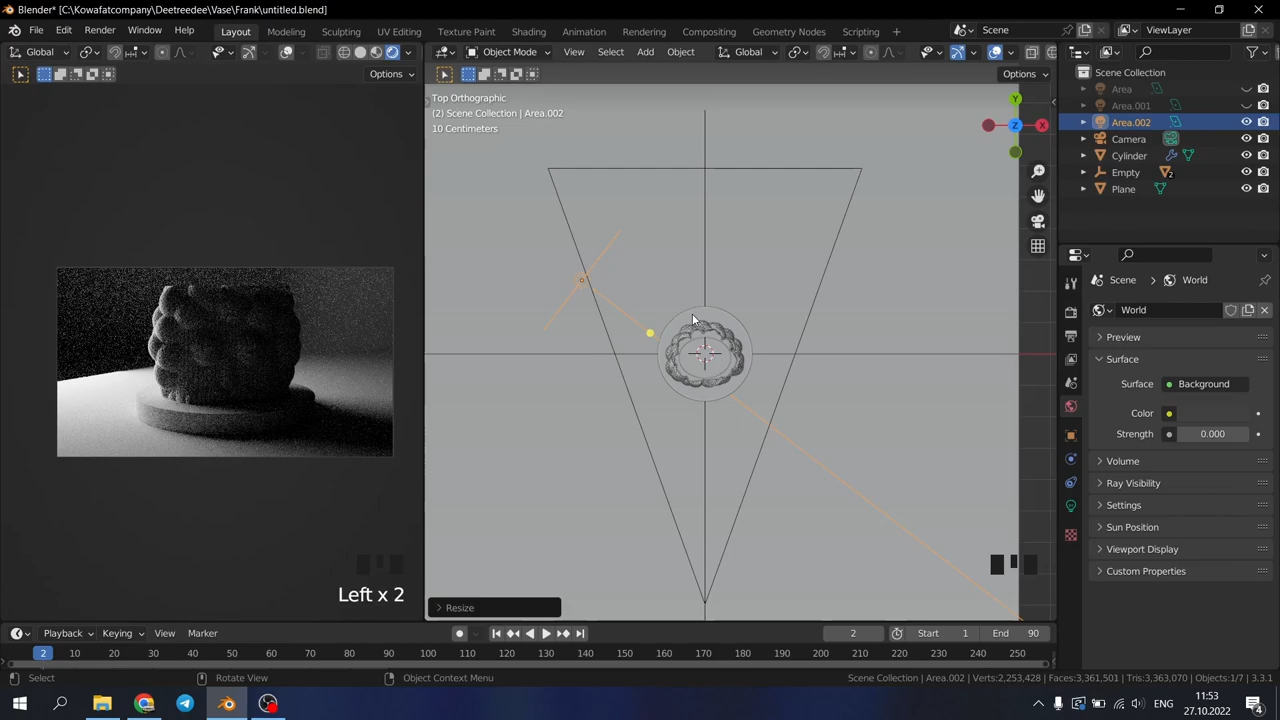 Blender* [C:\Kowafatcompany\Deetreedee\Vase\Frank\untitled.blend]
File Edit Render Window Help Layout Modeling Sculpting UV Editing Texture Paint Shading Animation Rendering Compositing Geometry Nodes Scripting Scene ViewLayer
Global Object Mode View Select Add Object Global
Options Options
Scene Collection
Area
Area.001
Area.002
Camera
Cylinder
Empty 2
Plane
Top Orthographic
(2) Scene Collection | Area.002
10 Centimeters
Y
Z X
Scene World
World
Preview
Surface
Surface Background
Color
Strength 0.000
Volume
Ray Visibility
Settings
Sun Position
Viewport Display
Custom Properties
Left x 2
Resize
Playback Keying View Marker 2 Start 1 End 90
2 10 20 30 40 50 60 70 80 90 100 110 120 130 140 150 160 170 180 190 200 210 220 230 240 250
Select Rotate View Object Context Menu Scene Collection | Area.002 | Verts:2,253,428 | Faces:3,361,501 | Tris:3,363,070 | Objects:1/7 | 3.3.1
ENG 11:53
27.10.2022 4